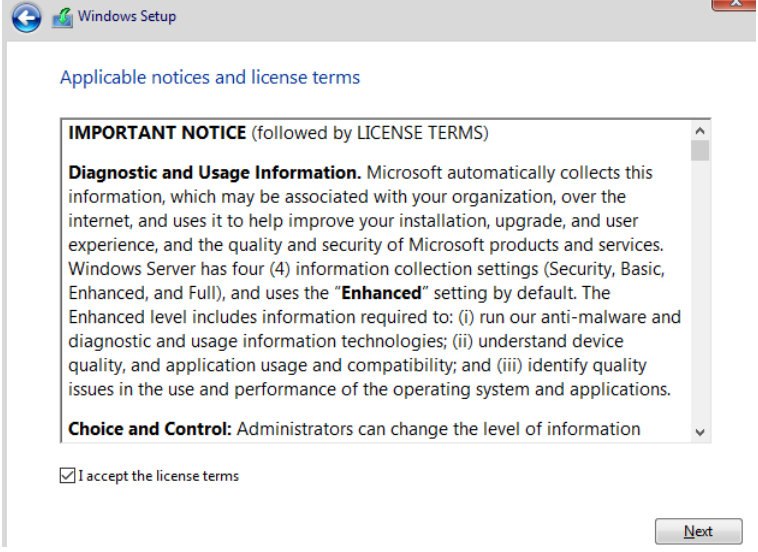 Windows Setup
Applicable notices and license terms
IMPORTANT NOTICE (followed by LICENSE TERMS)
Diagnostic and Usage Information. Microsoft automatically collects this
information, which may be associated with your organization, over the
internet, and uses it to help improve your installation, upgrade, and user
experience, and the quality and security of Microsoft products and services.
Windows Server has four (4) information collection settings (Security, Basic,
Enhanced, and Full), and uses the “Enhanced” setting by default. The
Enhanced level includes information required to: (i) run our anti-malware and
diagnostic and usage information technologies; (ii) understand device
quality, and application usage and compatibility; and (iii) identify quality
issues in the use and performance of the operating system and applications.
Choice and Control: Administrators can change the level of information
I accept the license terms
Next